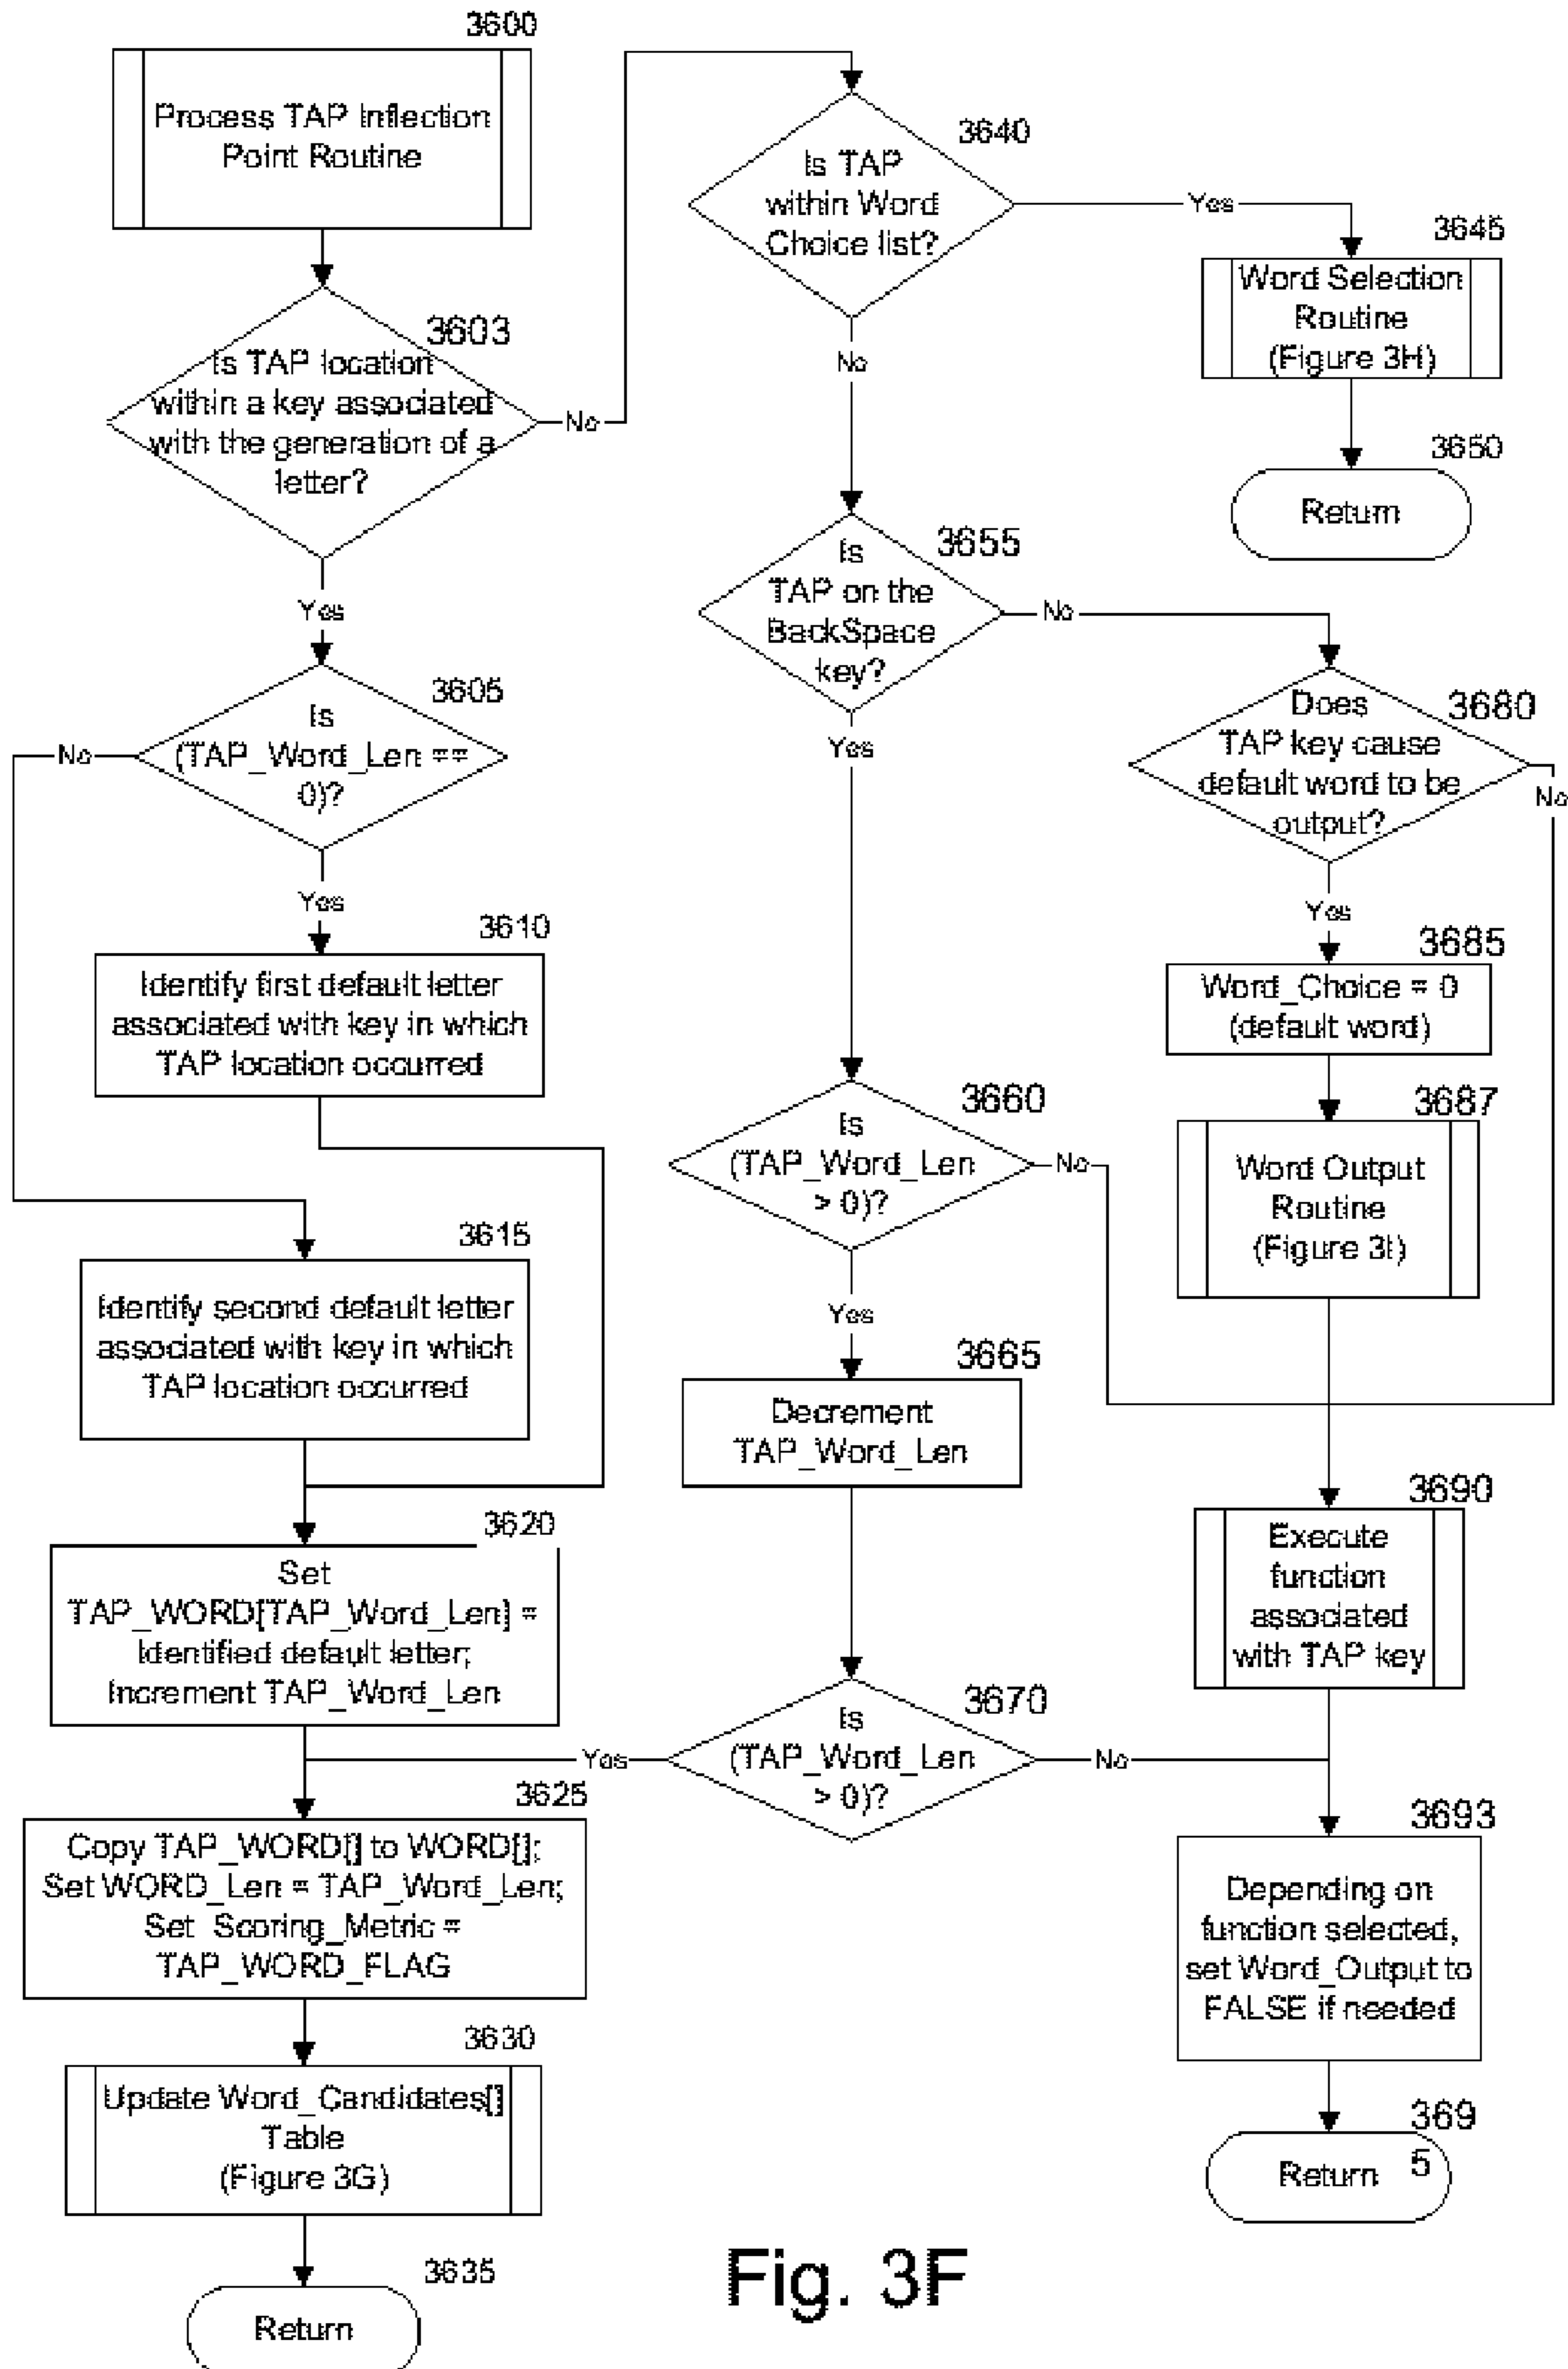 3600
Process TAP Inflection
Point Routine
3603
Is TAP location
within a key associated
with the generation of a
letter?
No
Yes
3605
Is
(TAP_Word_Len ==
0)?
No
Yes
3610
Identify first default letter
associated with key in which
TAP location occurred
3615
Identify second default letter
associated with key in which
TAP location occurred
3620
Set
TAP_WORD[TAP_Word_Len] =
Identified default letter;
Increment TAP_Word_Len
3625
Copy TAP_WORD[] to WORD[];
Set WORD_Len = TAP_Word_Len;
Set Scoring_Metric =
TAP_WORD_FLAG
3630
Update Word_Candidates[]
Table
(Figure 3G)
3635
Return
3640
Is TAP
within Word
Choice list?
Yes
No
3645
Word Selection
Routine
(Figure 3H)
3650
Return
3655
Is
TAP on the
BackSpace
key?
No
Yes
3660
Is
(TAP_Word_Len
> 0)?
No
Yes
3665
Decrement
TAP_Word_Len
3670
Is
(TAP_Word_Len
> 0)?
Yes
No
3680
Does
TAP key cause
default word to be
output?
No
Yes
3685
Word_Choice = 0
(default word)
3687
Word Output
Routine
(Figure 3I)
3690
Execute
function
associated
with TAP key
3693
Depending on
function selected,
set Word_Output to
FALSE if needed
369
5
Return
Fig. 3F